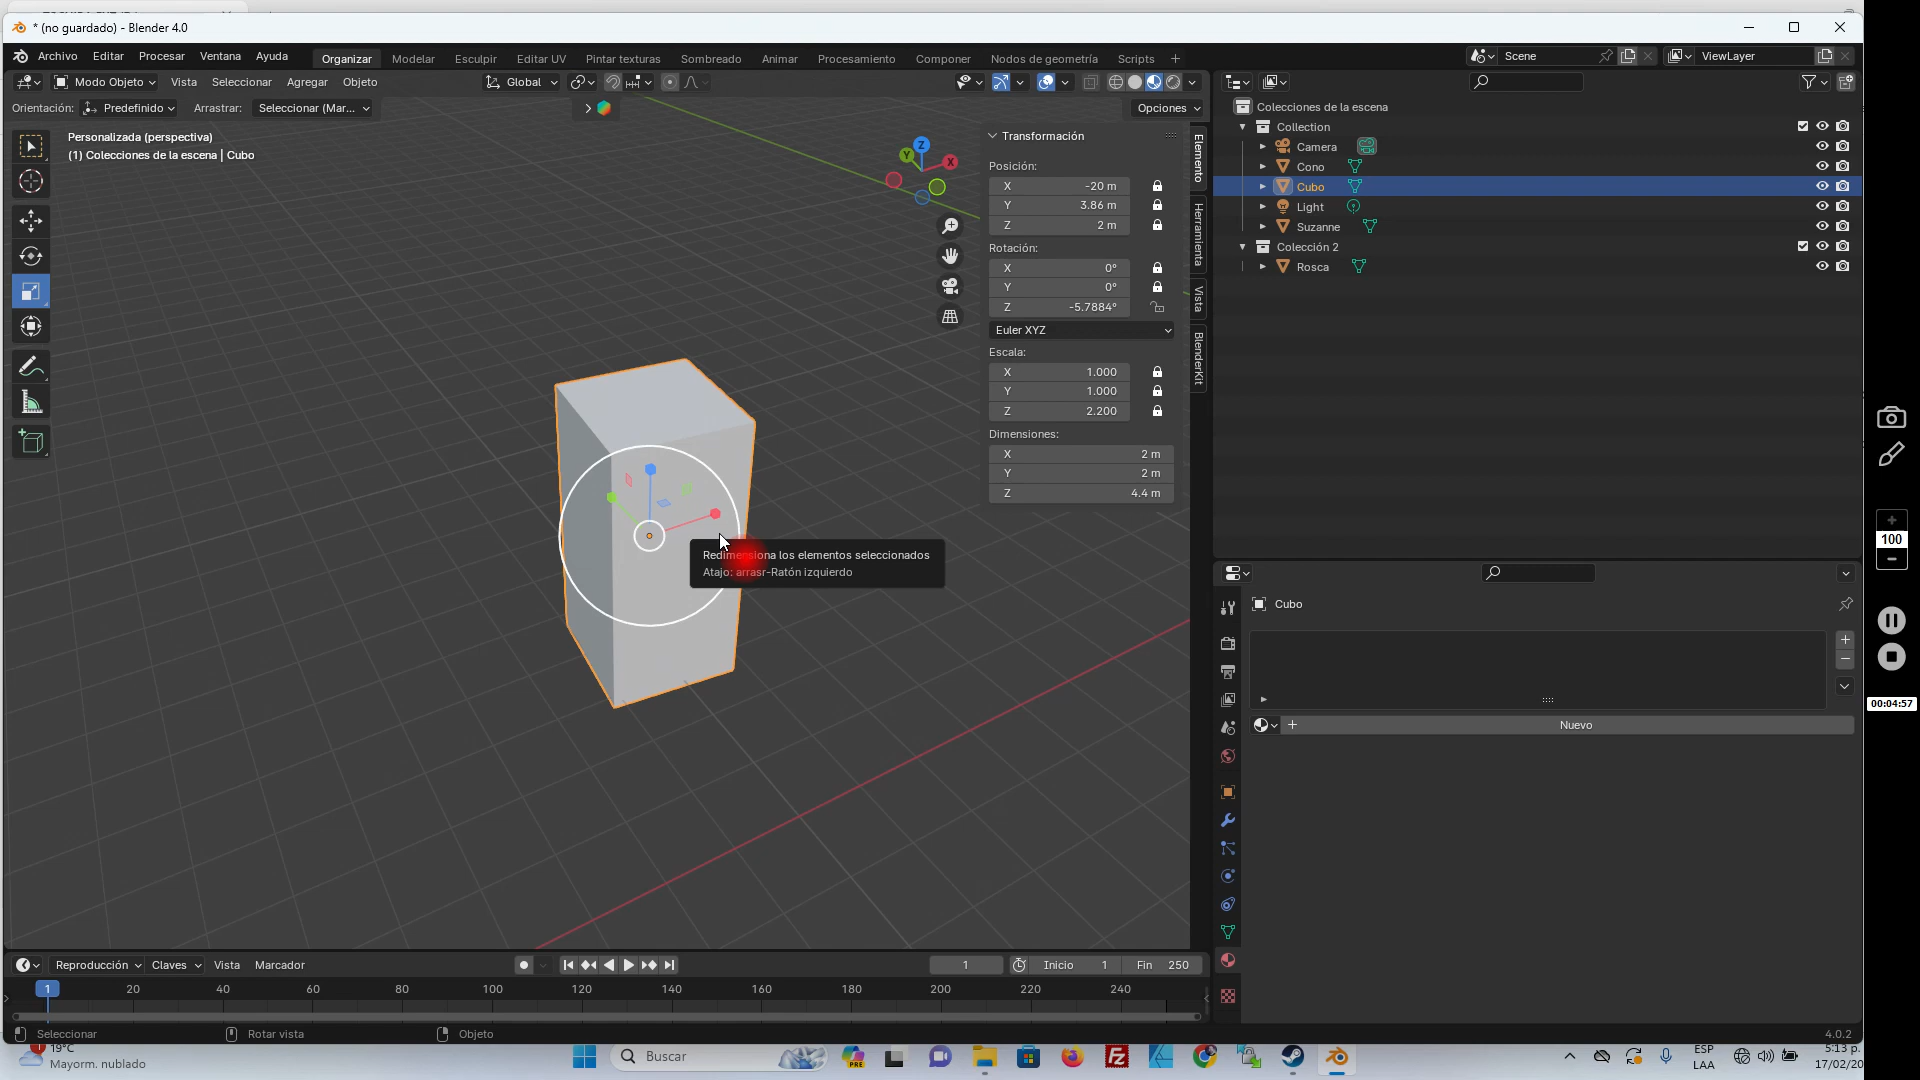 * (no guardado) - Blender 4.0
Archivo Editar Procesar Ventana Ayuda Organizar Modelar Esculpir Editar UV Pintar texturas Sombreado Animar Procesamiento Componer Nodos de geometría Scripts + Scene ViewLayer
Modo Objeto Vista Seleccionar Agregar Objeto Global
Orientación: Predefinido Arrastrar: Seleccionar (Mar... Opciones
Personalizada (perspectiva)
(1) Colecciones de la escena | Cubo
Z
Y
X
Transformación
Posición:
X -20 m
Y 3.86 m
Z 2 m
Rotación:
X 0°
Y 0°
Z -5.7884°
Euler XYZ
Escala:
X 1.000
Y 1.000
Z 2.200
Dimensiones:
X 2 m
Y 2 m
Z 4.4 m
Elemento
Herramienta
Vista
BlenderKit
Redimensiona los elementos seleccionados
Atajo: arrasr-Ratón izquierdo
Colecciones de la escena
Collection
Camera
Cono
Cubo
Light
Suzanne
Colección 2
Rosca
Cubo
Nuevo
100
00:04:57
Reproducción Claves Vista Marcador 1 Inicio 1 Fin 250
1 20 40 60 80 100 120 140 160 180 200 220 240
Seleccionar Rotar vista Objeto 4.0.2
19°C
Mayorm. nublado
Buscar
PRE
ESP
LAA
5:13 p.
17/02/20